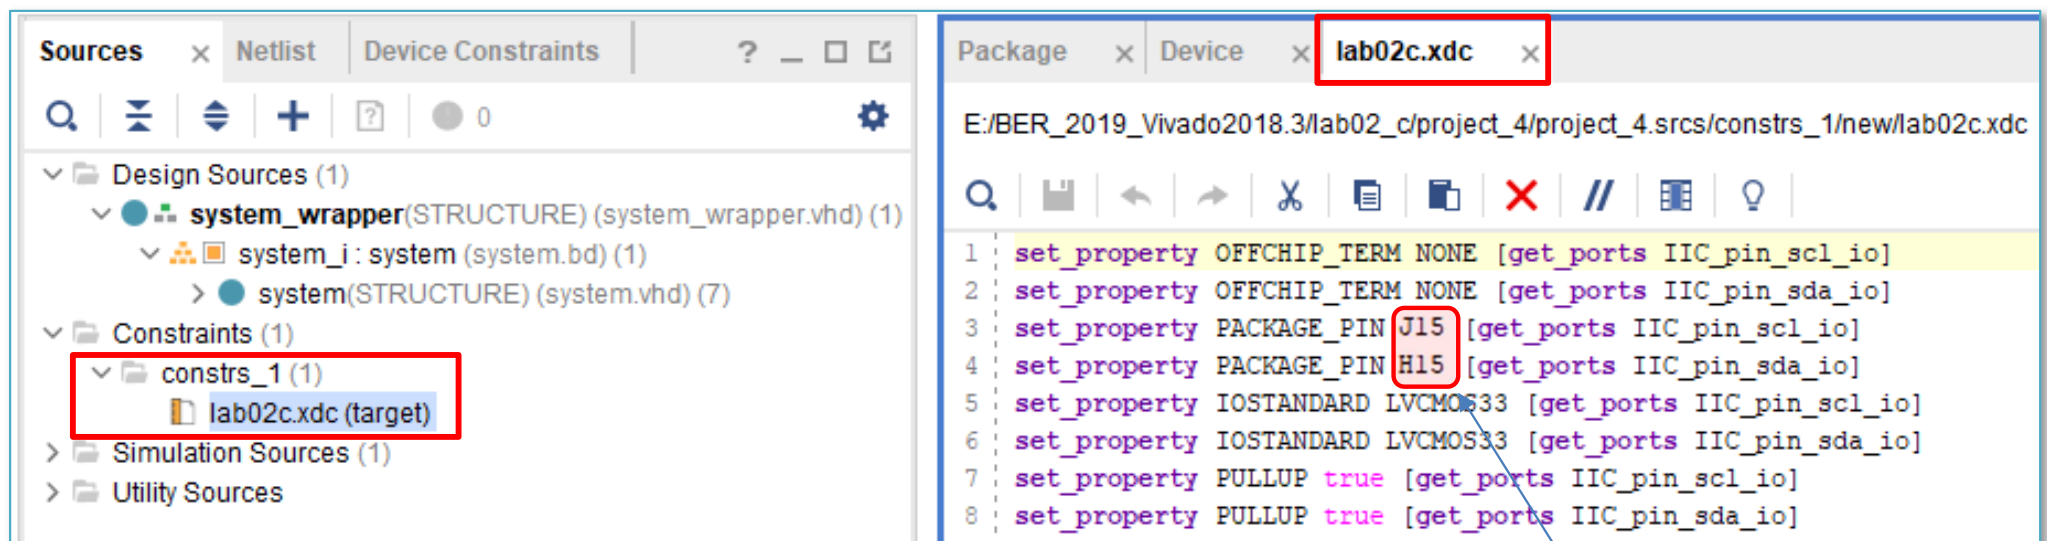 Sources Netlist Device Constraints
0
Design Sources (1)
system_wrapper(STRUCTURE) (system_wrapper.vhd) (1)
system_i : system (system.bd) (1)
system(STRUCTURE) (system.vhd) (7)
Constraints (1)
constrs_1 (1)
lab02c.xdc (target)
Simulation Sources (1)
Utility Sources
Package Device lab02c.xdc
E:/BER_2019_Vivado2018.3/lab02_c/project_4/project_4.srcs/constrs_1/new/lab02c.xdc
1 set_property OFFCHIP_TERM NONE [get_ports IIC_pin_scl_io]
2 set_property OFFCHIP_TERM NONE [get_ports IIC_pin_sda_io]
3 set_property PACKAGE_PIN J15 [get_ports IIC_pin_scl_io]
4 set_property PACKAGE_PIN H15 [get_ports IIC_pin_sda_io]
5 set_property IOSTANDARD LVCMOS33 [get_ports IIC_pin_scl_io]
6 set_property IOSTANDARD LVCMOS33 [get_ports IIC_pin_sda_io]
7 set_property PULLUP true [get_ports IIC_pin_scl_io]
8 set_property PULLUP true [get_ports IIC_pin_sda_io]